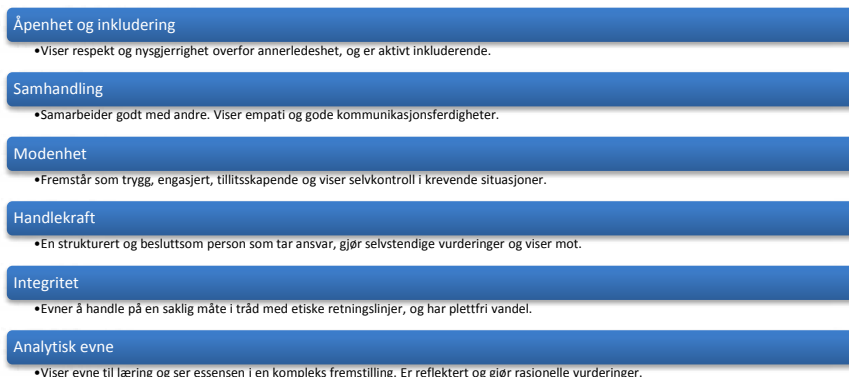 Åpenhet og inkludering
•Viser respekt og nysgjerrighet overfor annerledeshet, og er aktivt inkluderende.
Samhandling
•Samarbeider godt med andre. Viser empati og gode kommunikasjonsferdigheter.
Modenhet
•Fremstår som trygg, engasjert, tillitsskapende og viser selvkontroll i krevende situasjoner.
Handlekraft
•En strukturert og besluttsom person som tar ansvar, gjør selvstendige vurderinger og viser mot.
Integritet
•Evner å handle på en saklig måte i tråd med etiske retningslinjer, og har plettfri vandel.
Analytisk evne
•Viser evne til læring og ser essensen i en kompleks fremstilling. Er reflektert og gjør rasjonelle vurderinger.